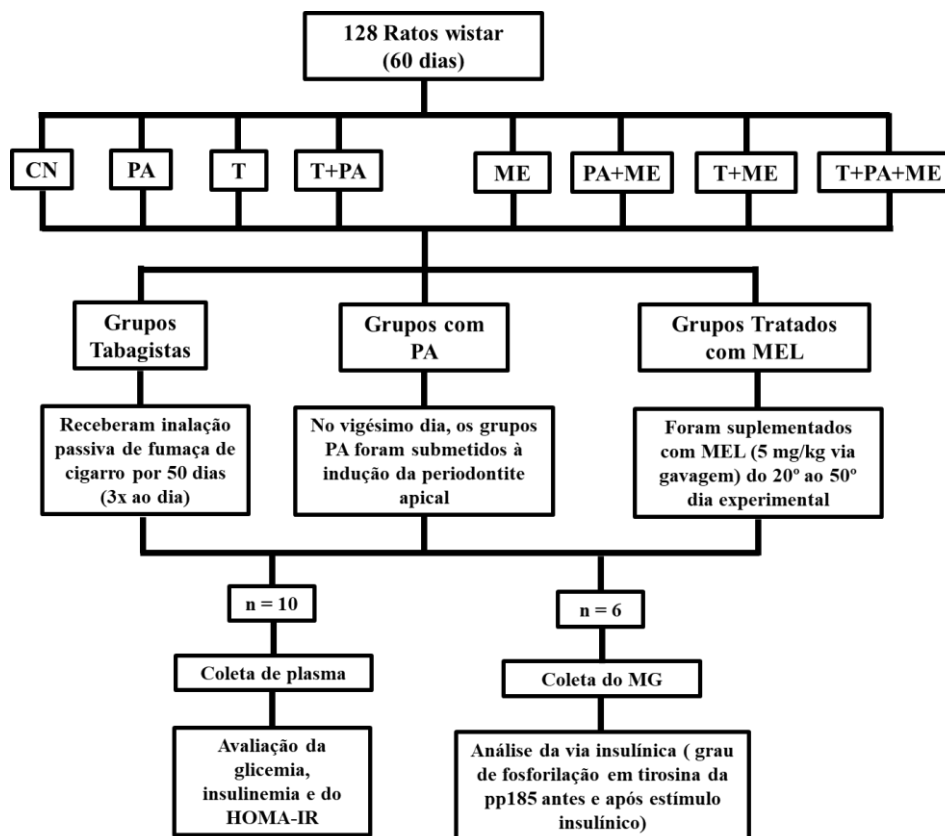 128 Ratos wistar
(60 dias)
CN
PA
T
T+PA
ME
PA+ME
T+ME
T+PA+ME
Grupos
Tabagistas
Grupos com
PA
Grupos Tratados
com MEL
Receberam inalação
passiva de fumaça de
cigarro por 50 dias
(3x ao dia)
No vigésimo dia, os grupos
PA foram submetidos à
indução da periodontite
apical
Foram suplementados
com MEL (5 mg/kg via
gavagem) do 20º ao 50º
dia experimental
n = 10
n = 6
Coleta de plasma
Coleta do MG
Avaliação da
glicemia,
insulinemia e do
HOMA-IR
Análise da via insulínica ( grau
de fosforilação em tirosina da
pp185 antes e após estímulo
insulínico)